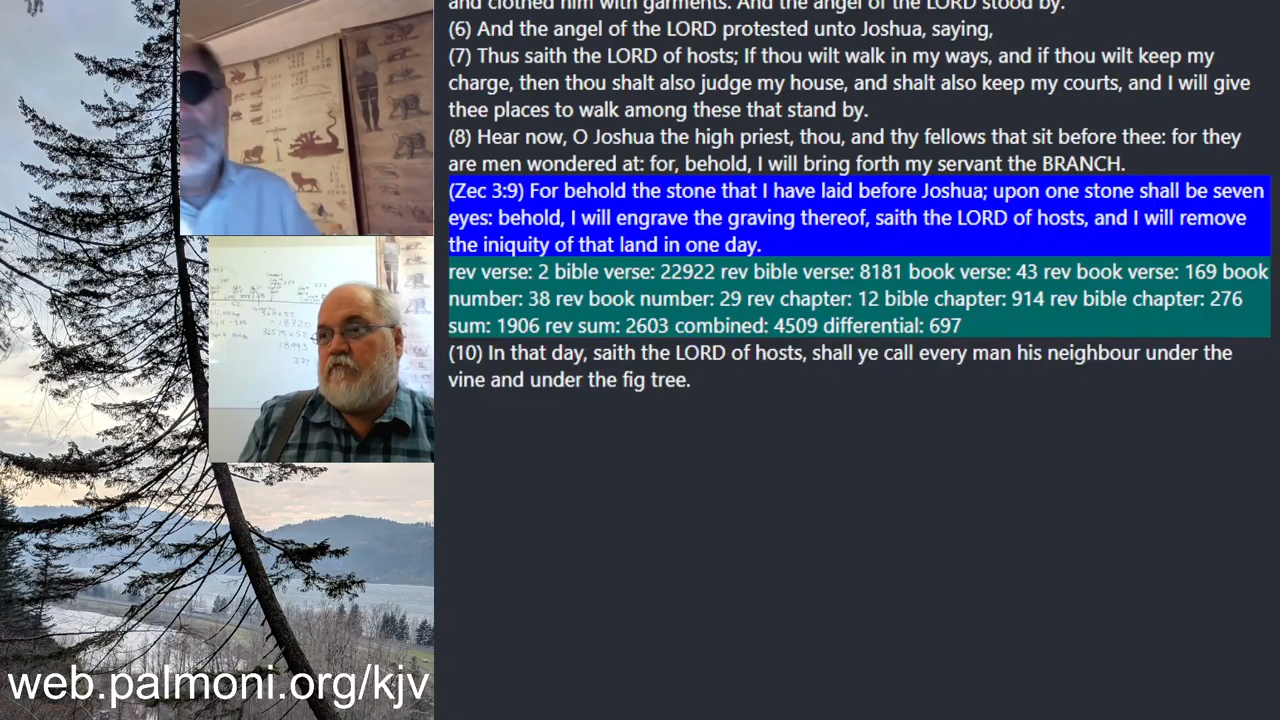 and clothed him with garments. And the angel of the LORD stood by.
(6) And the angel of the LORD protested unto Joshua, saying,
(7) Thus saith the LORD of hosts; If thou wilt walk in my ways, and if thou wilt keep my
charge, then thou shalt also judge my house, and shalt also keep my courts, and I will give
thee places to walk among these that stand by.
(8) Hear now, O Joshua the high priest, thou, and thy fellows that sit before thee: for they
are men wondered at: for, behold, I will bring forth my servant the BRANCH.
(Zec 3:9) For behold the stone that I have laid before Joshua; upon one stone shall be seven
eyes: behold, I will engrave the graving thereof, saith the LORD of hosts, and I will remove
the iniquity of that land in one day.
rev verse: 2 bible verse: 22922 rev bible verse: 8181 book verse: 43 rev book verse: 169 book
number: 38 rev book number: 29 rev chapter: 12 bible chapter: 914 rev bible chapter: 276
sum: 1906 rev sum: 2603 combined: 4509 differential: 697
(10) In that day, saith the LORD of hosts, shall ye call every man his neighbour under the
vine and under the fig tree.
18720
18993
web.palmoni.org/kjv